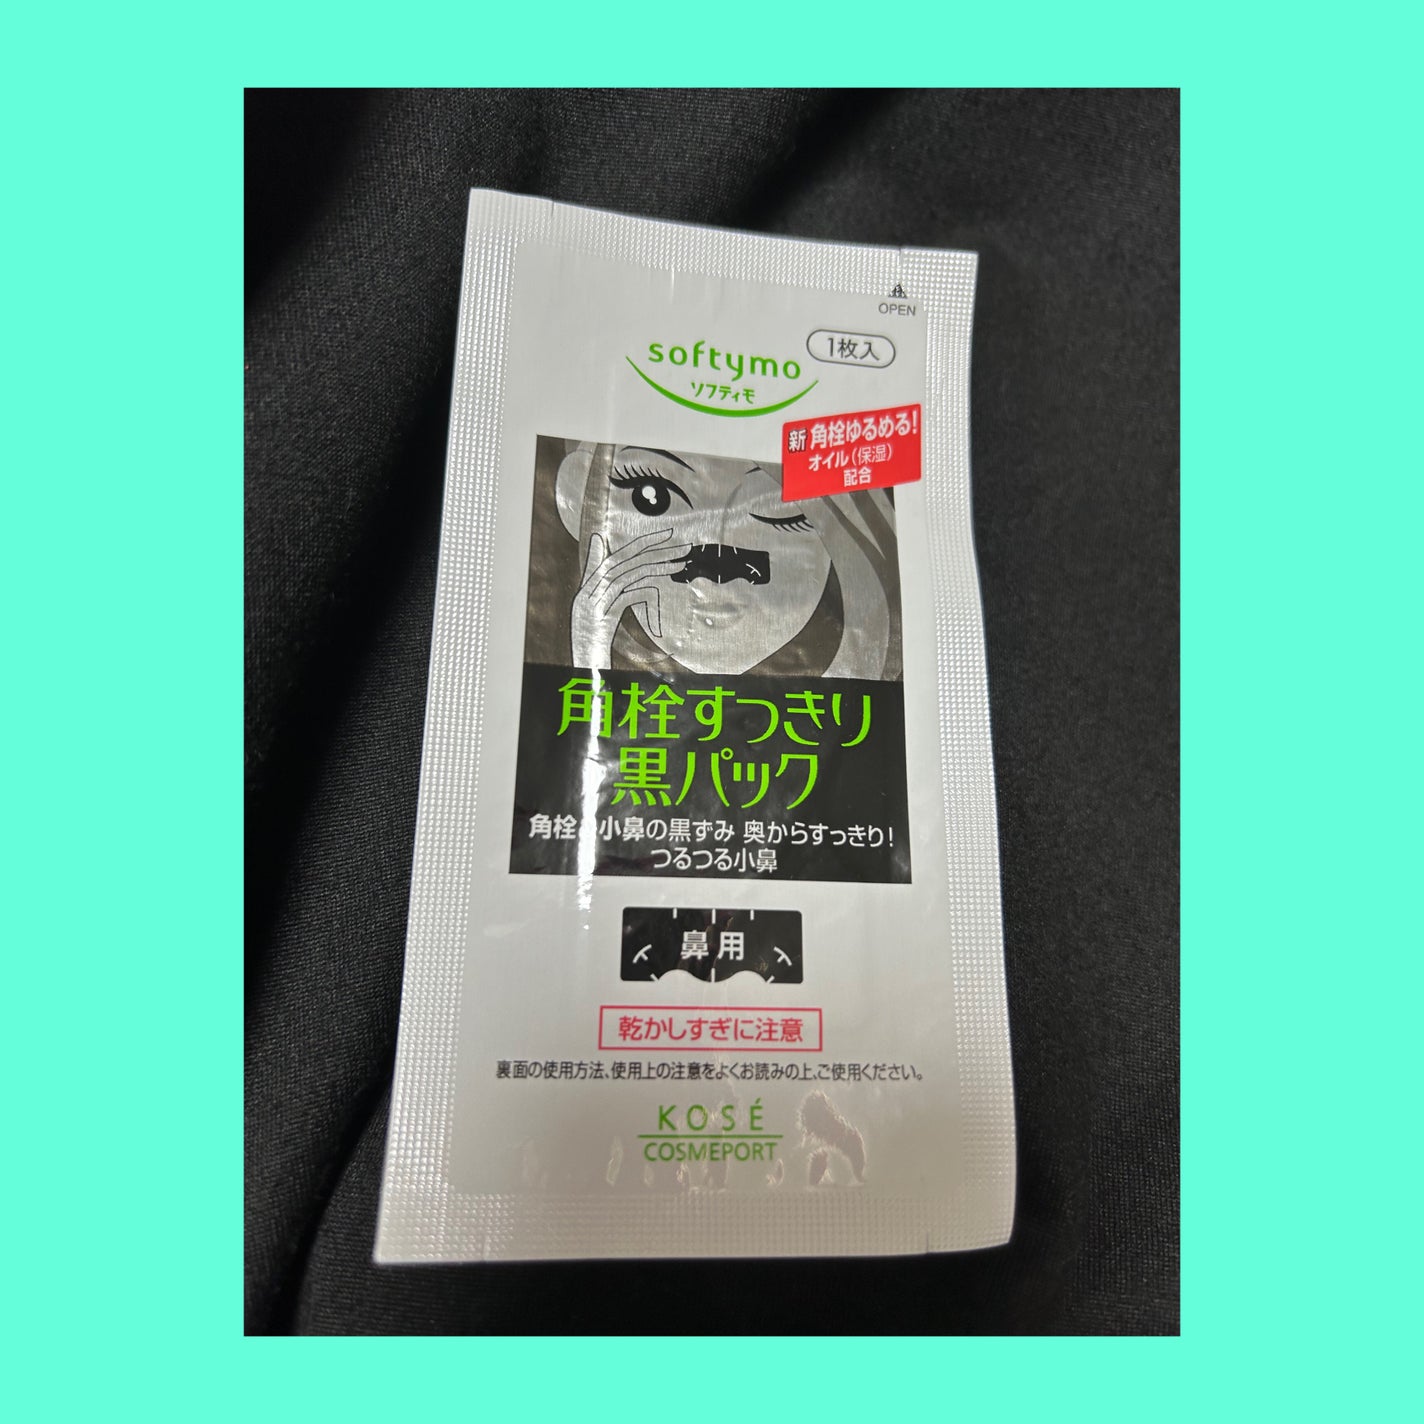 OPEN
softymo
ソフティモ
1枚入
新 角栓ゆるめる!
オイル(保湿)
配合
角栓すっきり
黒パック
角栓 小鼻の黒ずみ 奥からすっきり!
つるつる小鼻
鼻用
乾かしすぎに注意
裏面の使用方法、使用上の注意をよくお読みの上、ご使用ください。
KOSÉ
COSMEPORT